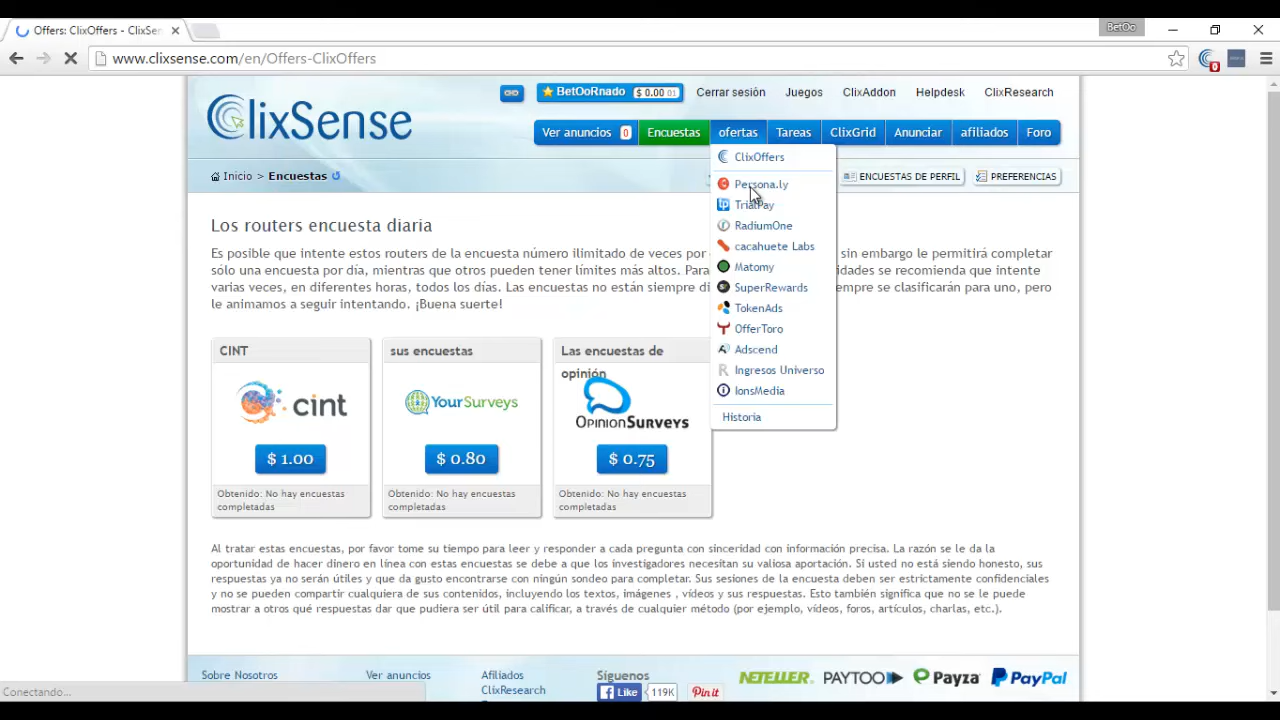 Offers: ClixOffers - ClixSen
BetOo
www.clixsense.com/en/Offers-ClixOffers
0
ClixSense
BetOoRnado $ 0.00 01 Cerrar sesión Juegos ClixAddon Helpdesk ClixResearch
Ver anuncios 0 Encuestas ofertas Tareas ClixGrid Anunciar afiliados Foro
Inicio > Encuestas
ENCUESTAS DE PERFIL
PREFERENCIAS
ClixOffers
Persona.ly
TrialPay
RadiumOne
cacahuete Labs
Matomy
SuperRewards
TokenAds
OfferToro
Adscend
Ingresos Universo
IonsMedia
Historia
Los routers encuesta diaria
Es posible que intente estos routers de la encuesta número ilimitado de veces por sin embargo le permitirá completar
sólo una encuesta por día, mientras que otros pueden tener límites más altos. Para idades se recomienda que intente
varias veces, en diferentes horas, todos los días. Las encuestas no están siempre di empre se clasificarán para uno, pero
le animamos a seguir intentando. ¡Buena suerte!
CINT
cint
$ 1.00
Obtenido: No hay encuestas
completadas
sus encuestas
YourSurveys
$ 0.80
Obtenido: No hay encuestas
completadas
Las encuestas de
opinión
OpinionSurveys
$ 0.75
Obtenido: No hay encuestas
completadas
Al tratar estas encuestas, por favor tome su tiempo para leer y responder a cada pregunta con sinceridad con información precisa. La razón se le da la
oportunidad de hacer dinero en línea con estas encuestas se debe a que los investigadores necesitan su valiosa aportación. Si usted no está siendo honesto, sus
respuestas ya no serán útiles y que da gusto encontrarse con ningún sondeo para completar. Sus sesiones de la encuesta deben ser estrictamente confidenciales
y no se pueden compartir cualquiera de sus contenidos, incluyendo los textos, imágenes , vídeos y sus respuestas. Esto también significa que no se le puede
mostrar a otros qué respuestas dar que pudiera ser útil para calificar, a través de cualquier método (por ejemplo, vídeos, foros, artículos, charlas, etc.).
Sobre Nosotros Ver anuncios Afiliados Síguenos
ClixResearch
Like 119K Pin it
NETELLER PAYTOO Payza PayPal
Conectando...